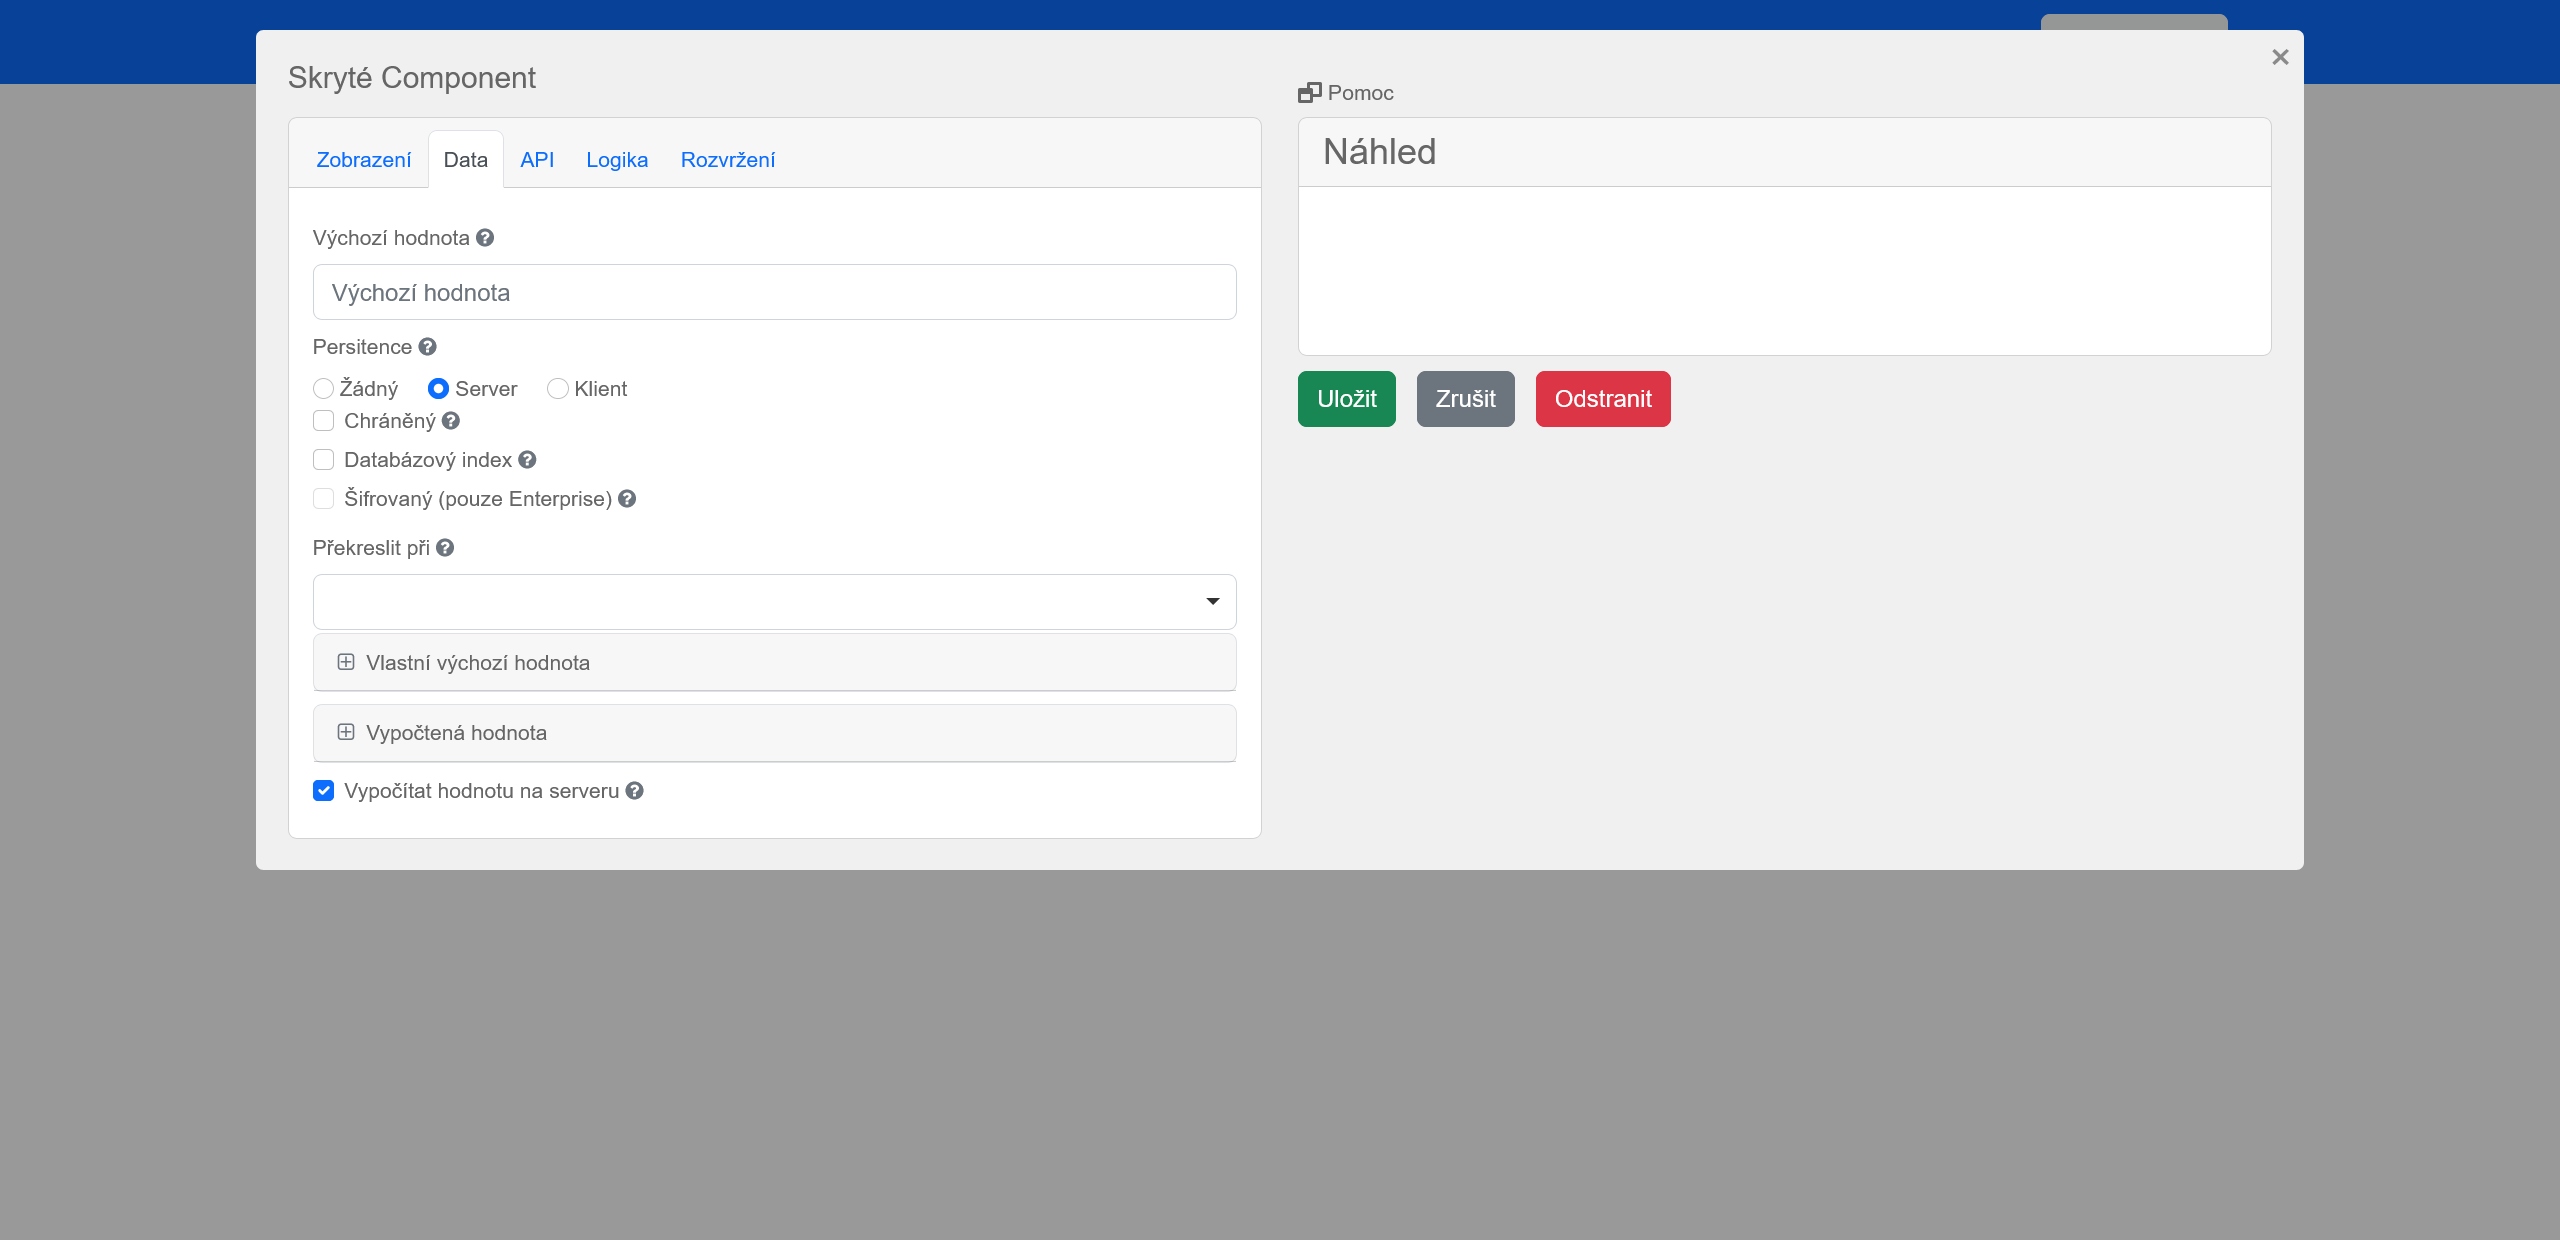 Skryté Component
Zobrazení Data API Logika Rozvržení
Výchozí hodnota
Výchozí hodnota
Persitence
Žádný Server Klient
Chráněný
Databázový index
Šifrovaný (pouze Enterprise)
Překreslit při
Vlastní výchozí hodnota
Vypočtená hodnota
Vypočítat hodnotu na serveru
Pomoc
Náhled
Uložit Zrušit Odstranit